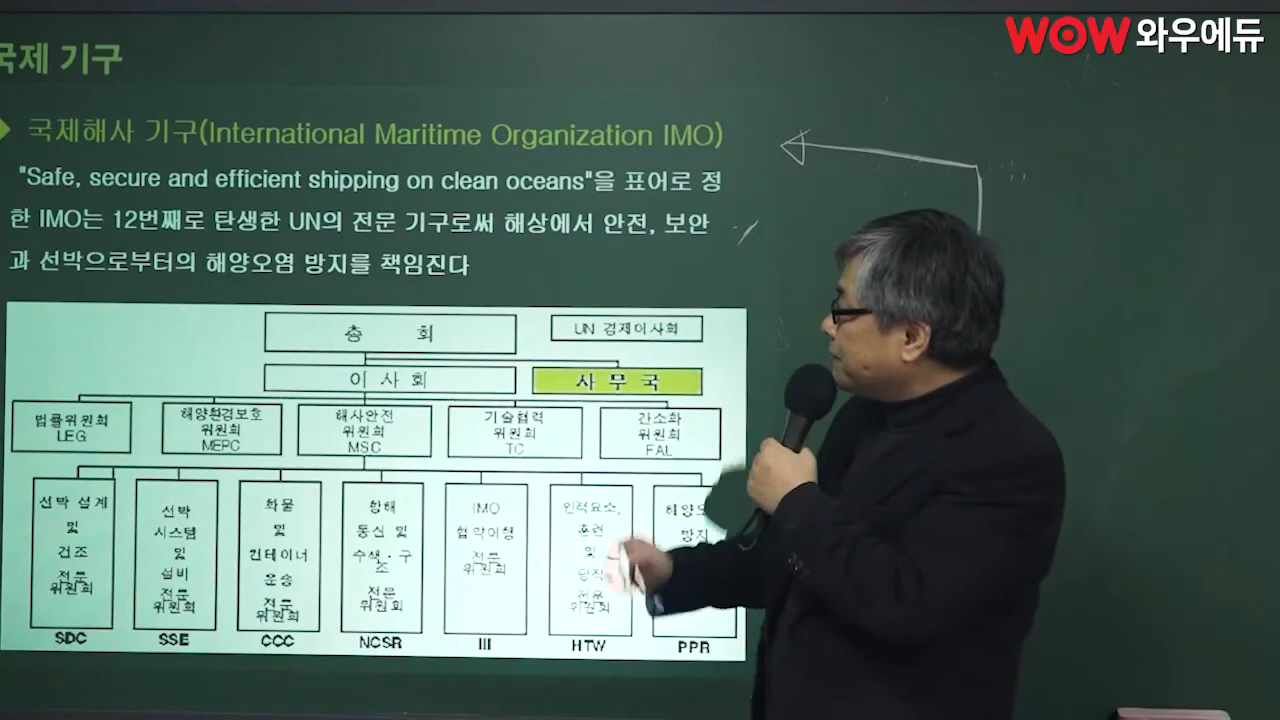 WOW 와우에듀
국제 기구
국제해사 기구(International Maritime Organization IMO)
"Safe, secure and efficient shipping on clean oceans"을 표어로 정
한 IMO는 12번째로 탄생한 UN의 전문 기구로써 해상에서 안전, 보안
과 선박으로부터의 해양오염 방지를 책임진다
총 회
UN 경제이사회
이 사 회
사 무 국
법률위원회
LEG
해양환경보호
위원회
MEPC
해사안전
위원회
MSC
기술협력
위원회
TC
간소화
위원회
FAL
선박 설계
및
건조
전문
위원회
SDC
선박
시스템
및
설비
전문
위원회
SSE
화물
및
컨테이너
운송
전문
위원회
CCC
항해
통신 및
수색·구
조
전문
위원회
NCSR
IMO
협약이행
전문
위원회
III
인적요소,
훈련
및
당직
전문
위원회
HTW
해양오
방지
PPR